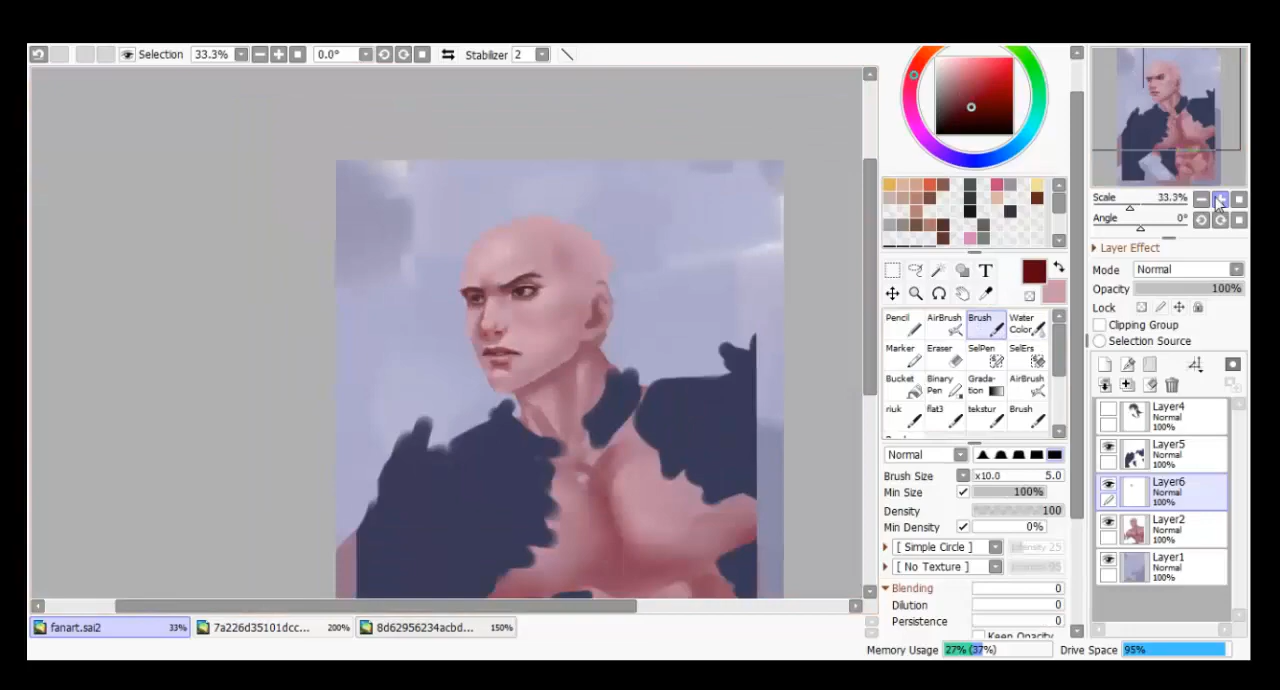 Selection 33.3% 0.0° Stabilizer 2
Scale 33.3%
Angle 0°
Layer Effect
Mode Normal
Opacity 100%
Lock
Clipping Group
Selection Source
T
Pencil AirBrush Brush Water Color
Marker Eraser SelPen SelErs
Bucket Binary Pen Grada-tion AirBrush
riuk flat3 tekstur Brush
Normal
Brush Size x10.0 5.0
Min Size 100%
Density 100
Min Density 0%
[ Simple Circle ]
[ No Texture ]
Blending 0
Dilution 0
Persistence 0
Keep Opacity
Layer4
Normal
100%
Layer5
Normal
100%
Layer6
Normal
100%
Layer2
Normal
100%
Layer1
Normal
100%
fanart.sai2 33% 7a226d35101dcc... 200% 8d62956234acbd... 150%
Memory Usage 27% (37%) Drive Space 95%